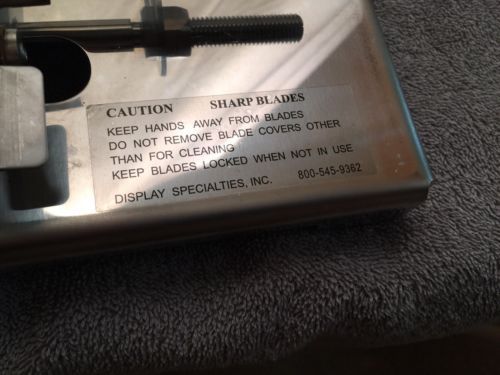 CAUTION SHARP BLADES
KEEP HANDS AWAY FROM BLADES
DO NOT REMOVE BLADE COVERS OTHER
THAN FOR CLEANING
KEEP BLADES LOCKED WHEN NOT IN USE
DISPLAY SPECIALTIES, INC. 800-545-9362